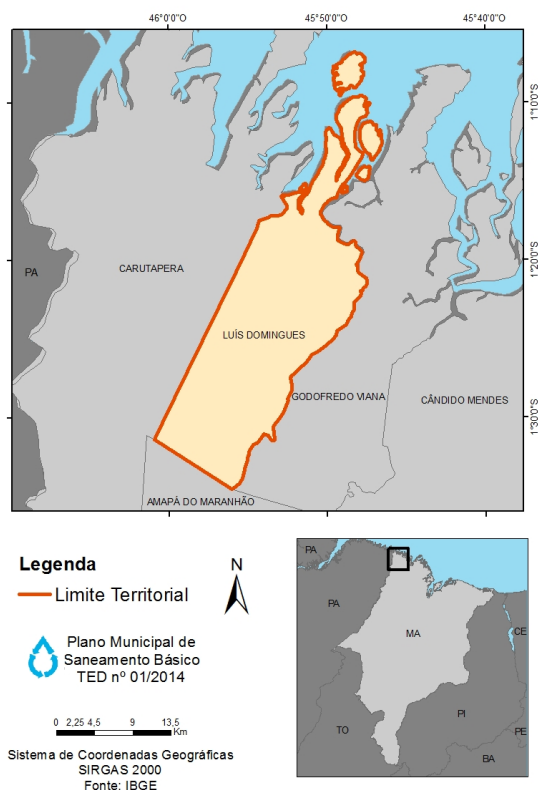 46°0'0"O
45°50'0"O
45°40'0"O
1°10'0"S
1°20'0"S
1°30'0"S
PA
CARUTAPERA
LUÍS DOMINGUES
GODOFREDO VIANA
CÂNDIDO MENDES
AMAPÁ DO MARANHÃO
Legenda
Limite Territorial
N
Plano Municipal de
Saneamento Básico
TED nº 01/2014
0 2,25 4,5 9 13,5
Km
Sistema de Coordenadas Geográficas
SIRGAS 2000
Fonte: IBGE
PA
PA
MA
CE
TO
PI
PE
BA